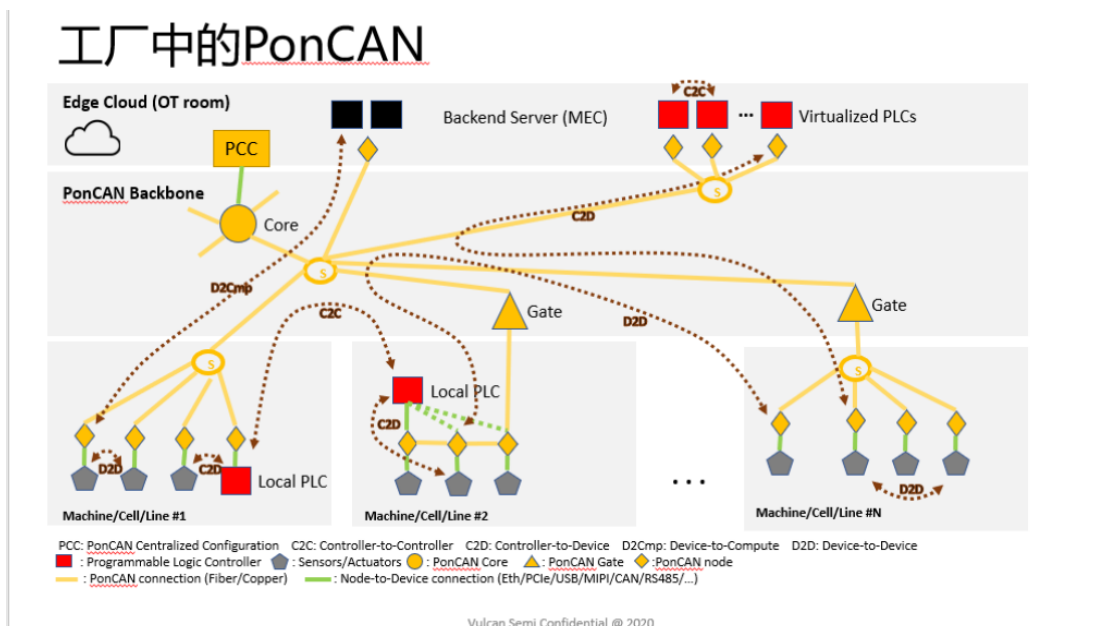 工厂中的PonCAN
Edge Cloud (OT room)
C2C
Backend Server (MEC)
...
Virtualized PLCs
PCC
PonCAN Backbone
S
C2D
Core
S
D2Cmp
C2C
Gate
D2D
Gate
S
S
Local PLC
C2D
D2D
C2D
Local PLC
D2D
...
Machine/Cell/Line #1
Machine/Cell/Line #2
Machine/Cell/Line #N
PCC: PonCAN Centralized Configuration C2C: Controller-to-Controller C2D: Controller-to-Device D2Cmp: Device-to-Compute D2D: Device-to-Device
: Programmable Logic Controller : Sensors/Actuators : PonCAN Core : PonCAN Gate :PonCAN node
: PonCAN connection (Fiber/Copper) : Node-to-Device connection (Eth/PCIe/USB/MIPI/CAN/RS485/...)
Vulcan Semi Confidential @ 2020